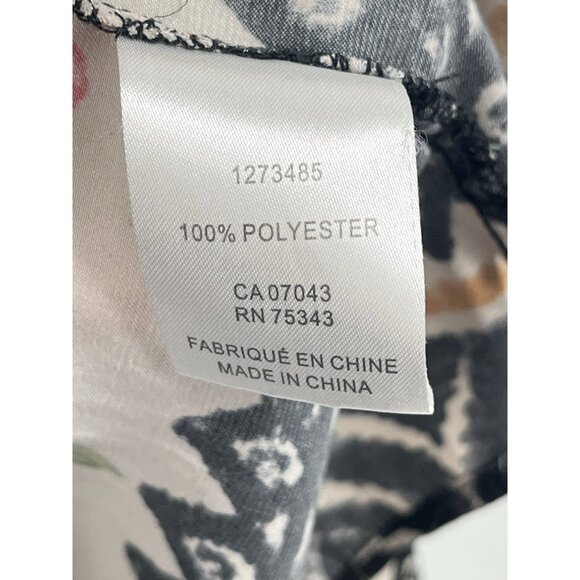 1273485
100% POLYESTER
CA 07043
RN 75343
FABRIQUÉ EN CHINE
MADE IN CHINA